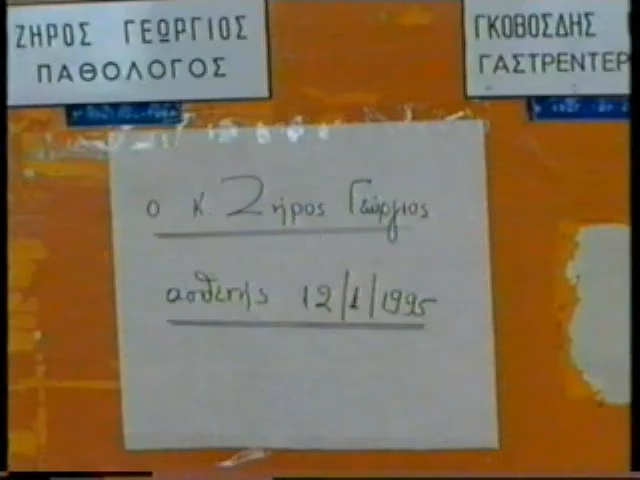 ΖΗΡΟΣ ΓΕΩΡΓΙΟΣ
ΠΑΘΟΛΟΓΟΣ
ΓΚΟΒΟΣΔΗΣ
ΓΑΣΤΡΕΝΤΕΡ
ο κ. Ζήρος Γεώργιος
ασθενής 12/1/1995